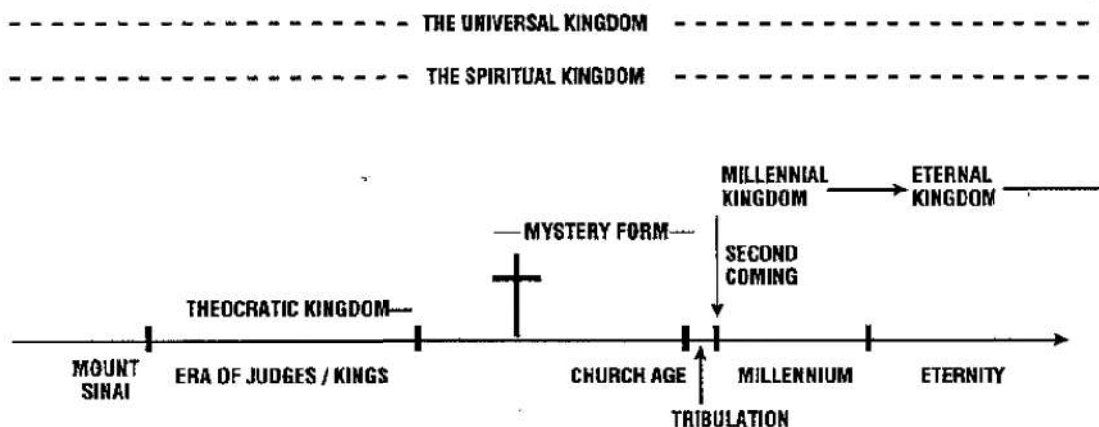 THE UNIVERSAL KINGDOM
THE SPIRITUAL KINGDOM
MILLENNIAL
KINGDOM
ETERNAL
KINGDOM
MYSTERY FORM
SECOND
COMING
THEOCRATIC KINGDOM
MOUNT
SINAI
ERA OF JUDGES / KINGS
CHURCH AGE
MILLENNIUM
ETERNITY
TRIBULATION